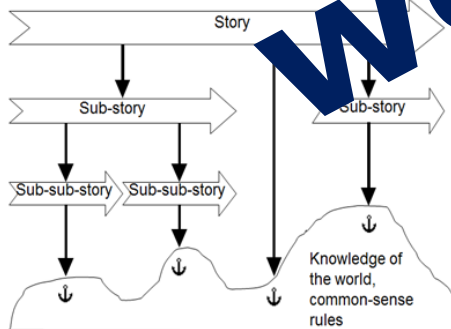 Story
Sub-story
Sub-story
Sub-sub-story
Sub-sub-story
Knowledge of
the world,
common-sense
rules